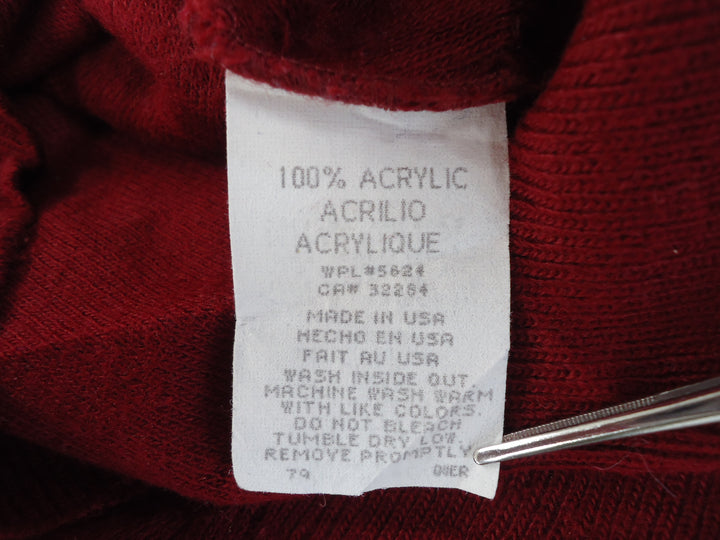 100% ACRYLIC
ACRILIO
ACRYLIQUE
WPL#5624
CA# 32284
MADE IN USA
HECHO EN USA
FAIT AU USA
WASH INSIDE OUT.
MACHINE WASH WARM
WITH LIKE COLORS.
DO NOT BLEACH
TUMBLE DRY LOW.
REMOVE PROMPTLY
79 OVER